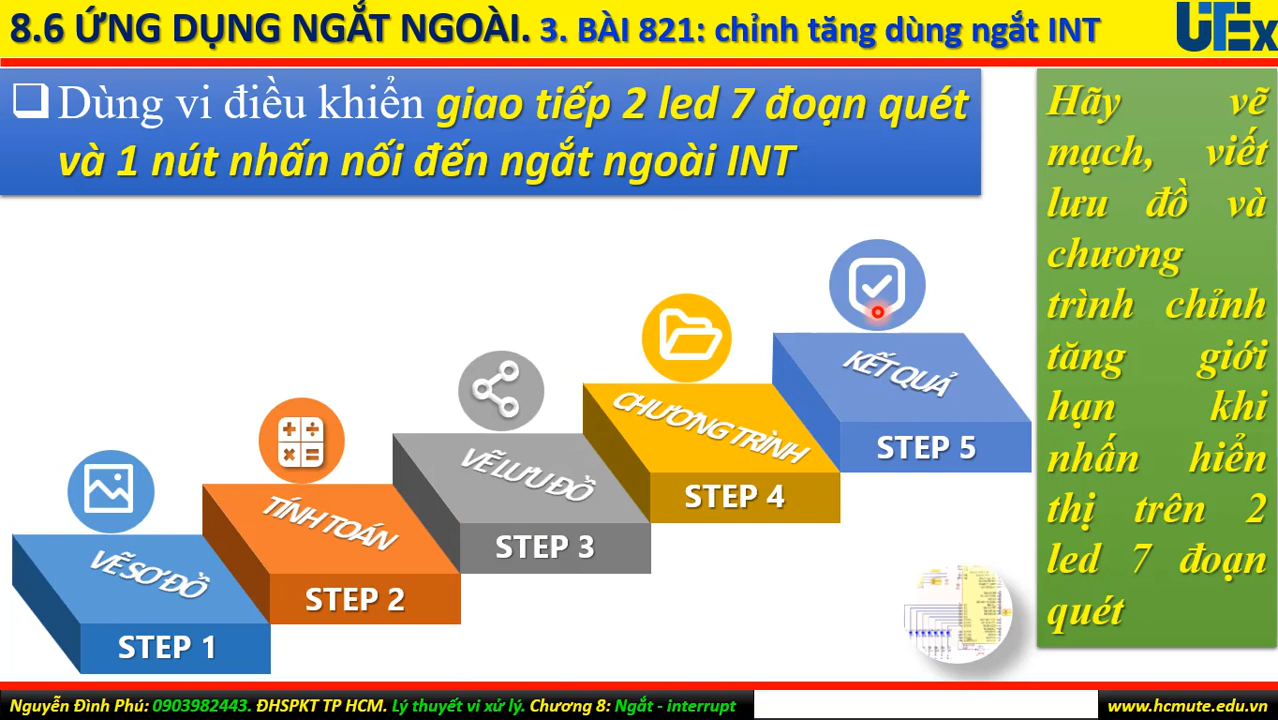 8.6 ỨNG DỤNG NGẮT NGOÀI. 3. BÀI 821: chỉnh tăng dùng ngắt INT
UTEx
Dùng vi điều khiển giao tiếp 2 led 7 đoạn quét
và 1 nút nhấn nối đến ngắt ngoài INT
Hãy vẽ
mạch, viết
lưu đồ và
chương
trình chỉnh
tăng giới
hạn khi
nhấn hiển
thị trên 2
led 7 đoạn
quét
VẼ SƠ ĐỒ
STEP 1
TÍNH TOÁN
STEP 2
VẼ LƯU ĐỒ
STEP 3
CHƯƠNG TRÌNH
STEP 4
KẾT QUẢ
STEP 5
Nguyễn Đình Phú: 0903982443. ĐHSPKT TP HCM. Lý thuyết vi xử lý. Chương 8: Ngắt - interrupt
www.hcmute.edu.vn